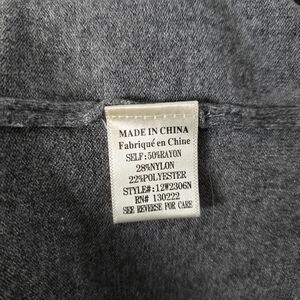 MADE IN CHINA
Fabriqué en Chine
SELF:50%RAYON
28%NYLON
22%POLYESTER
STYLE#:12W2306N
RN# 130222
SEE REVERSE FOR CARE